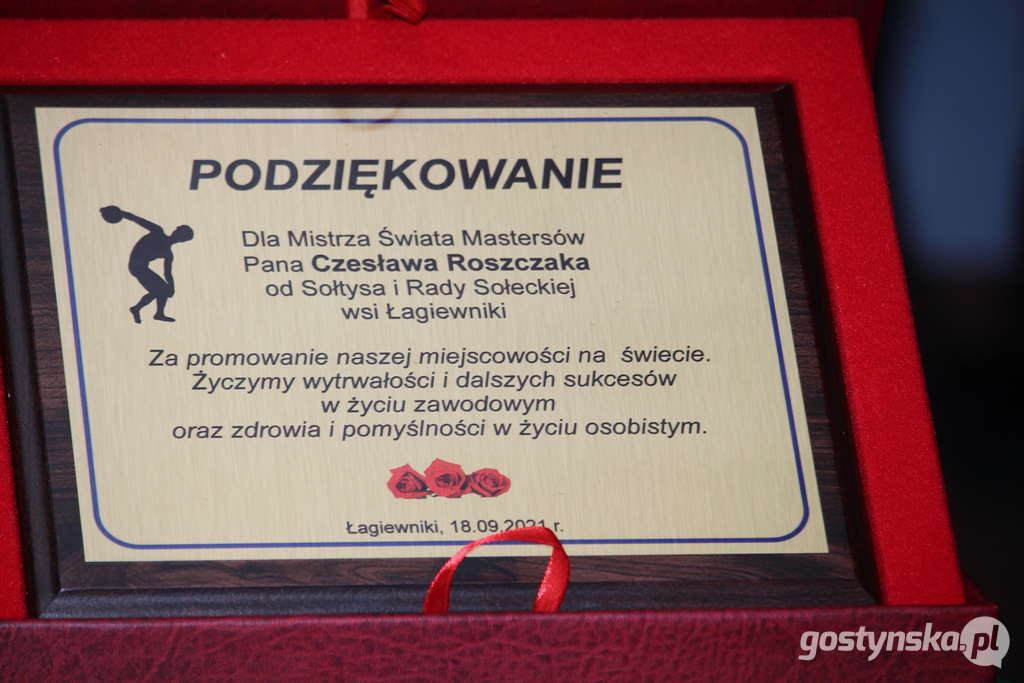 PODZIĘKOWANIE
Dla Mistrza Świata Mastersów
Pana Czesława Roszczaka
od Sołtysa i Rady Sołeckiej
wsi Łagiewniki
Za promowanie naszej miejscowości na świecie.
Życzymy wytrwałości i dalszych sukcesów
w życiu zawodowym
oraz zdrowia i pomyślności w życiu osobistym.
Łagiewniki, 18.09.2021 r.
gostynska.pl